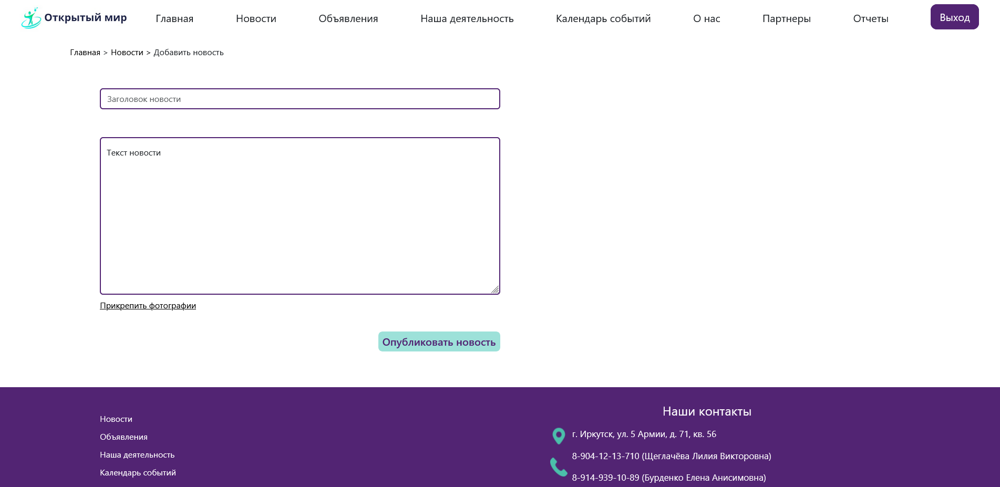 Открытый мир
Главная
Новости
Объявления
Наша деятельность
Календарь событий
О нас
Партнеры
Отчеты
Выход
Главная > Новости > Добавить новость
Заголовок новости
Текст новости
Прикрепить фотографии
Опубликовать новость
Новости
Объявления
Наша деятельность
Календарь событий
Наши контакты
г. Иркутск, ул. 5 Армии, д. 71, кв. 56
8-904-12-13-710 (Щеглачёва Лилия Викторовна)
8-914-939-10-89 (Бурденко Елена Анисимовна)